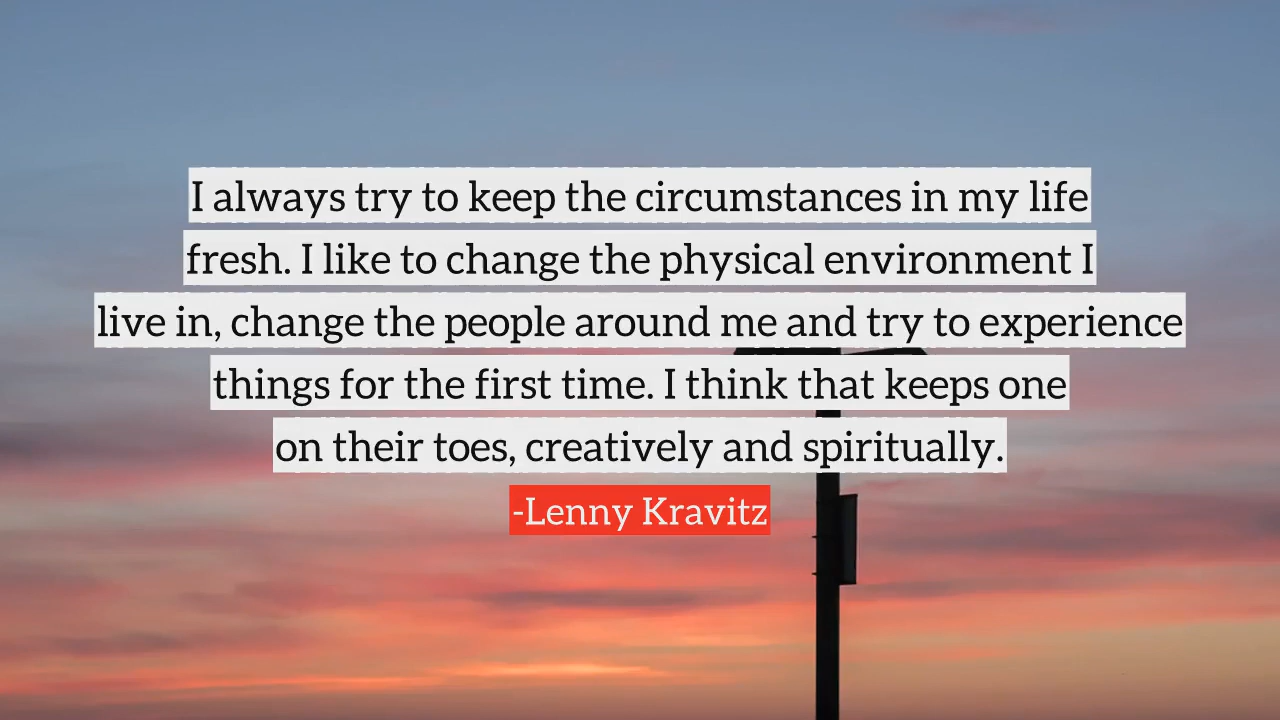 I always try to keep the circumstances in my life
fresh. I like to change the physical environment I
live in, change the people around me and try to experience
things for the first time. I think that keeps one
on their toes, creatively and spiritually.
-Lenny Kravitz